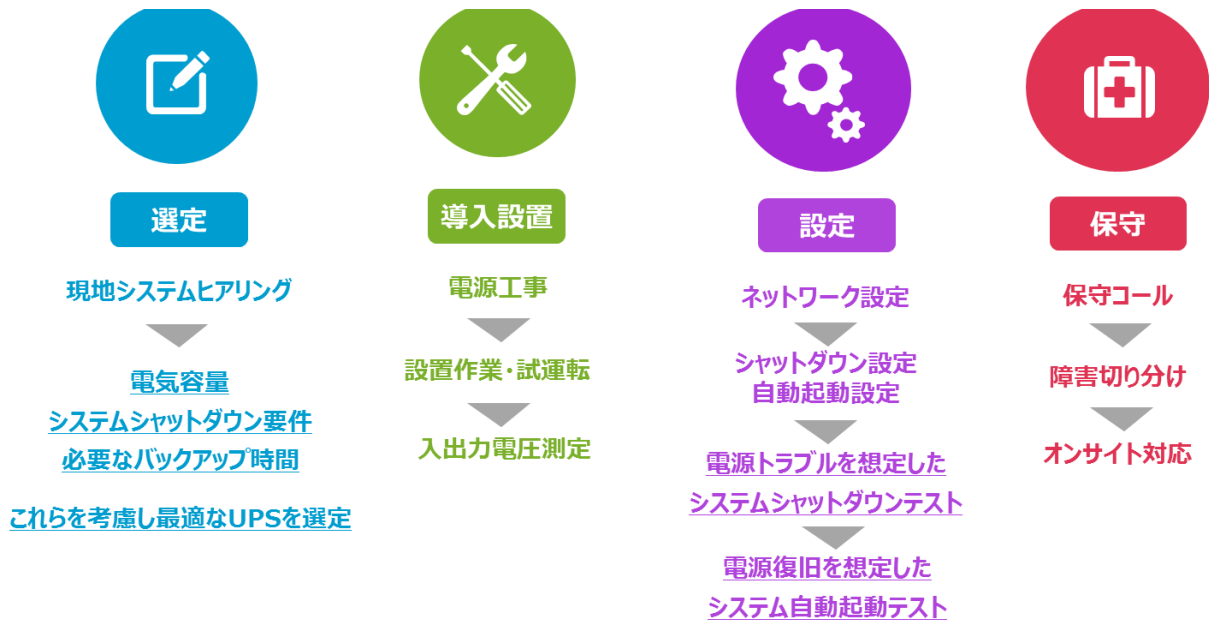 選定
現地システムヒアリング
電気容量
システムシャットダウン要件
必要なバックアップ時間
これらを考慮し最適なUPSを選定
導入設置
電源工事
設置作業・試運転
入出力電圧測定
設定
ネットワーク設定
シャットダウン設定
自動起動設定
電源トラブルを想定した
システムシャットダウンテスト
電源復旧を想定した
システム自動起動テスト
保守
保守コール
障害切り分け
オンサイト対応